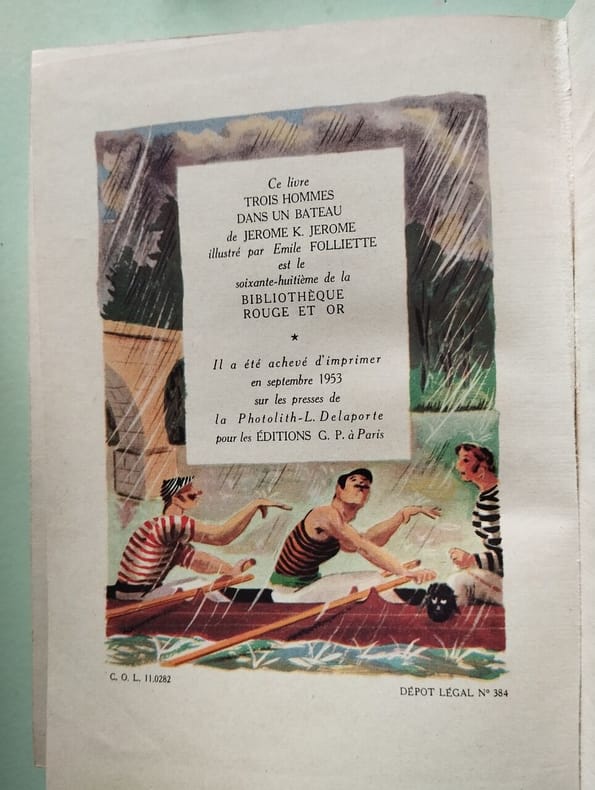 Ce livre
TROIS HOMMES
DANS UN BATEAU
de JEROME K. JEROME
illustré par Emile FOLLIETTE
est le
soixante-huitième de la
BIBLIOTHÈQUE
ROUGE ET OR
*
Il a été achevé d'imprimer
en septembre 1953
sur les presses de
la Photolith-L. Delaporte
pour les ÉDITIONS G. P. à Paris
C. O. L. 11.0282
DÉPOT LÉGAL Nº 384